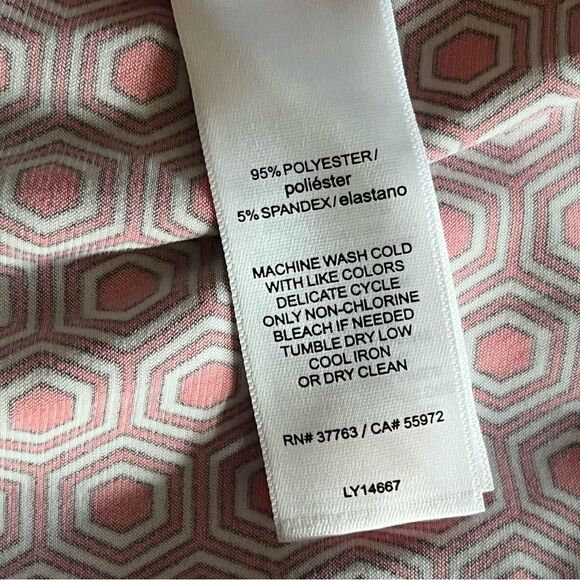 95% POLYESTER/
poliéster
5% SPANDEX/elastano
MACHINE WASH COLD
WITH LIKE COLORS
DELICATE CYCLE
ONLY NON-CHLORINE
BLEACH IF NEEDED
TUMBLE DRY LOW
COOL IRON
OR DRY CLEAN
RN# 37763 / CA# 55972
LY14667